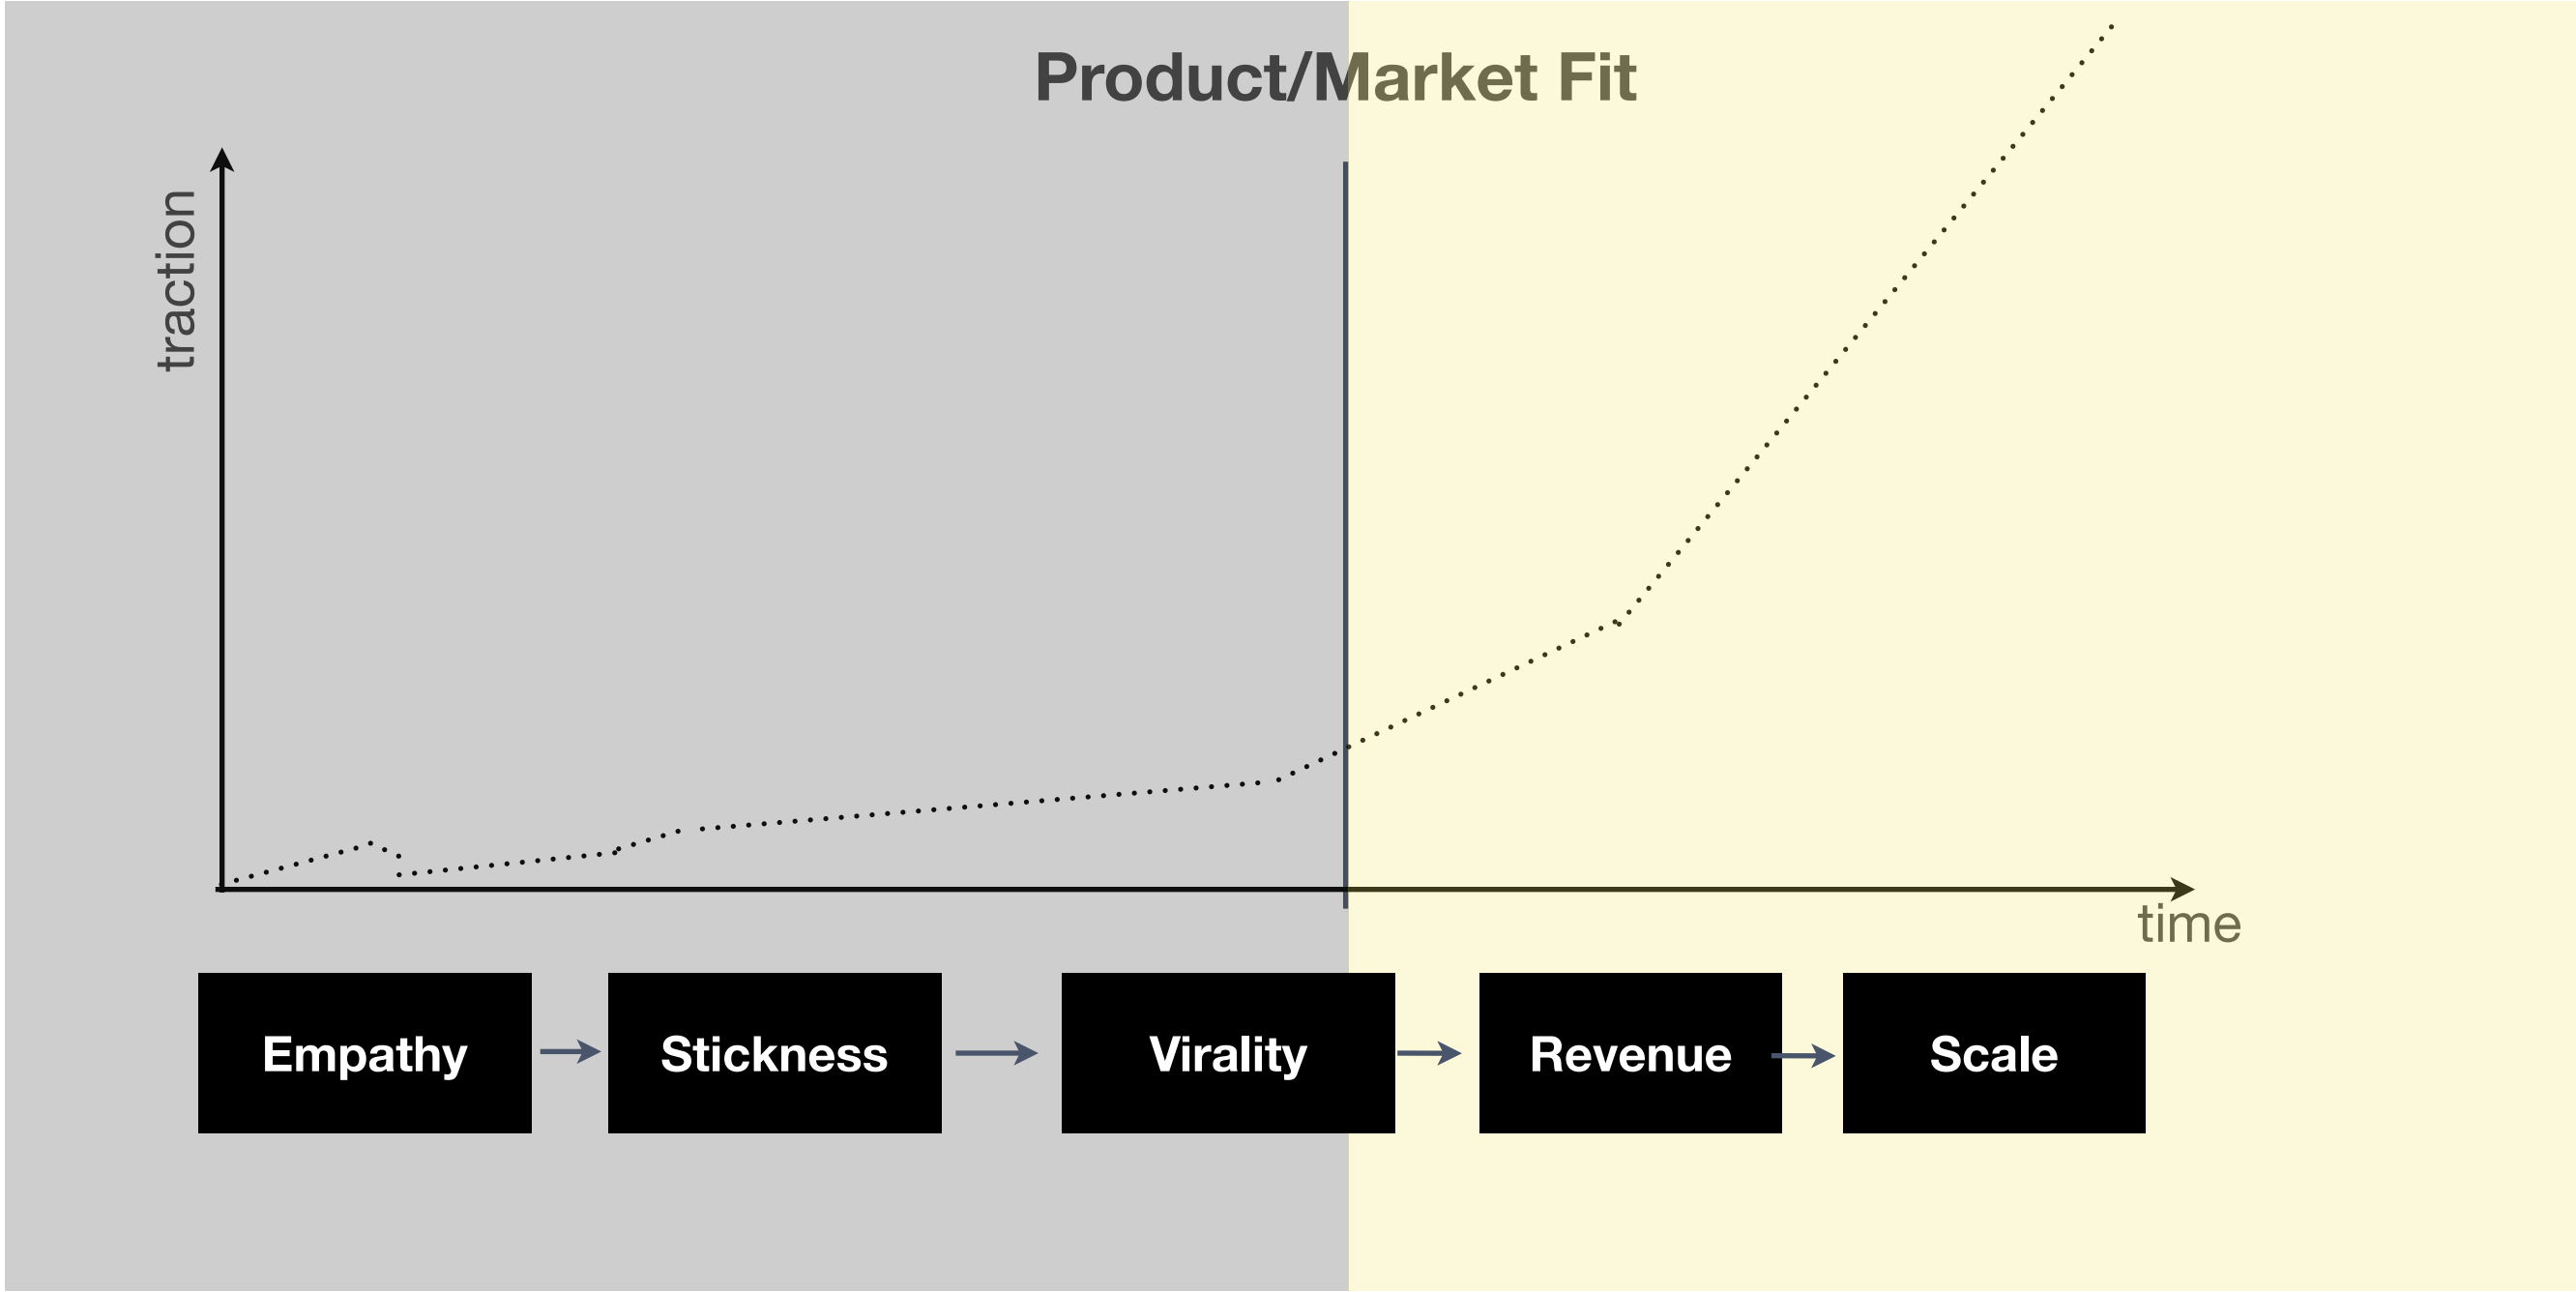 Product/Market Fit
traction
time
Empathy
Stickness
Virality
Revenue
Scale